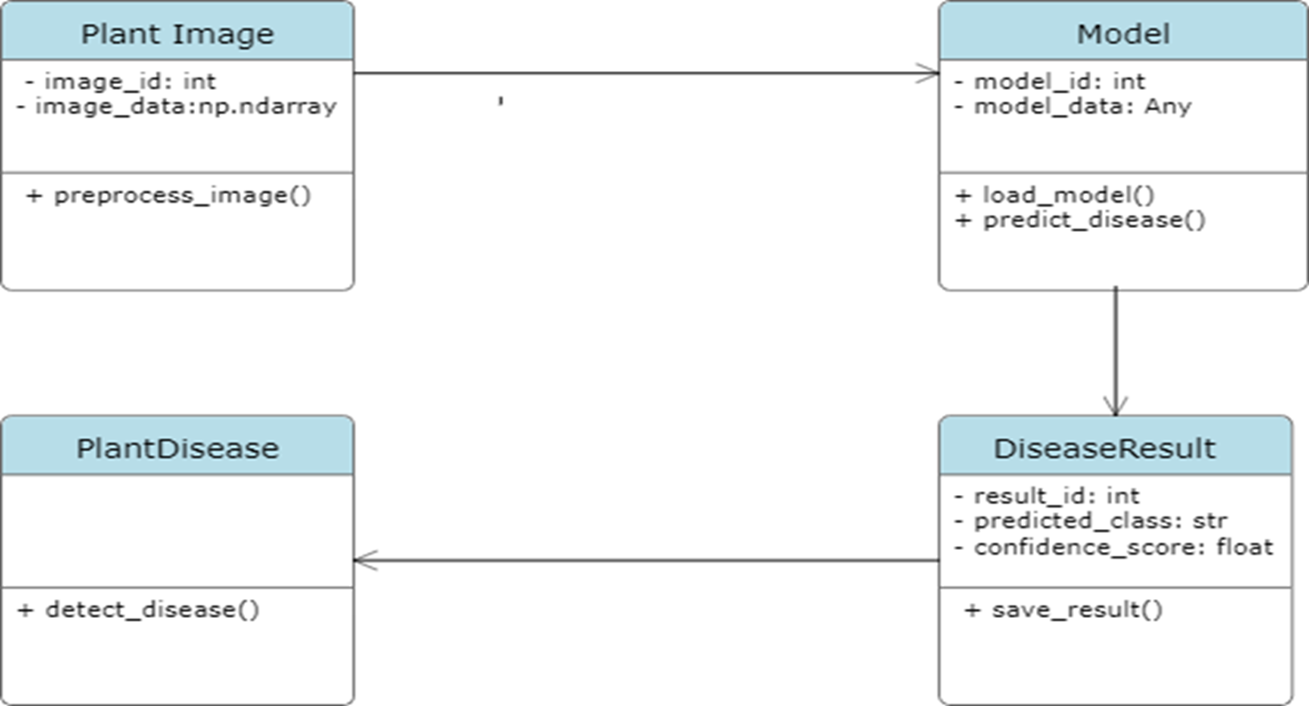 Plant Image
- image_id: int
- image_data:np.ndarray
+ preprocess_image()
Model
- model_id: int
- model_data: Any
+ load_model()
+ predict_disease()
PlantDisease
+ detect_disease()
DiseaseResult
- result_id: int
- predicted_class: str
- confidence_score: float
+ save_result()